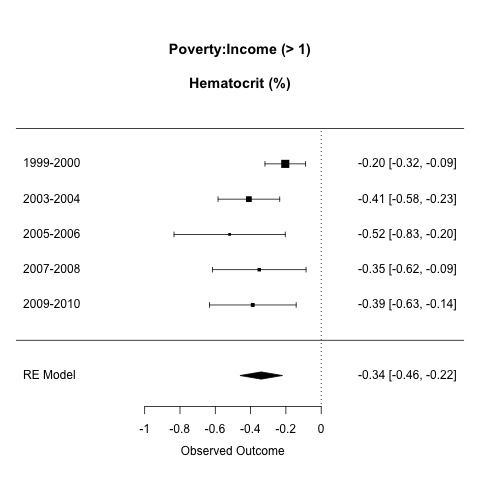 Poverty:Income (> 1)
Hematocrit (%)
1999-2000 -0.20 [-0.32, -0.09]
2003-2004 -0.41 [-0.58, -0.23]
2005-2006 -0.52 [-0.83, -0.20]
2007-2008 -0.35 [-0.62, -0.09]
2009-2010 -0.39 [-0.63, -0.14]
RE Model -0.34 [-0.46, -0.22]
-1 -0.8 -0.6 -0.4 -0.2 0
Observed Outcome